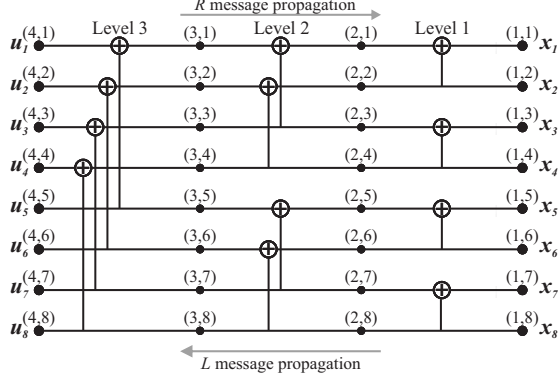 R message propagation
Level 3 Level 2 Level 1
u1 (4,1) (3,1) (2,1) (1,1) x1
u2 (4,2) (3,2) (2,2) (1,2) x2
u3 (4,3) (3,3) (2,3) (1,3) x3
u4 (4,4) (3,4) (2,4) (1,4) x4
u5 (4,5) (3,5) (2,5) (1,5) x5
u6 (4,6) (3,6) (2,6) (1,6) x6
u7 (4,7) (3,7) (2,7) (1,7) x7
u8 (4,8) (3,8) (2,8) (1,8) x8
L message propagation